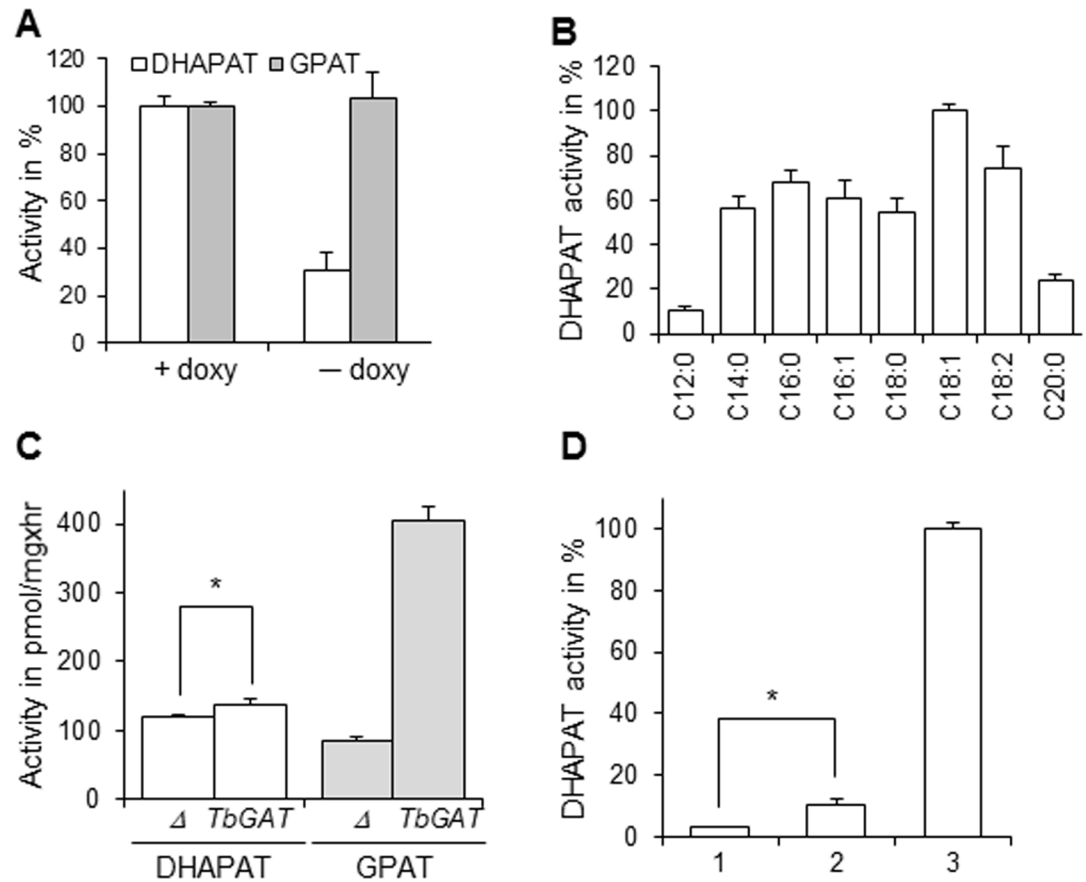 A
120
100
80
60
40
20
0
Activity in %
DHAPAT GPAT
+ doxy — doxy
B
120
100
80
60
40
20
0
DHAPAT activity in %
C12:0 C14:0 C16:0 C16:1 C18:0 C18:1 C18:2 C20:0
C
400
300
200
100
0
Activity in pmol/mgxhr
*
Δ TbGAT Δ TbGAT
DHAPAT GPAT
D
100
80
60
40
20
0
DHAPAT activity in %
*
1 2 3